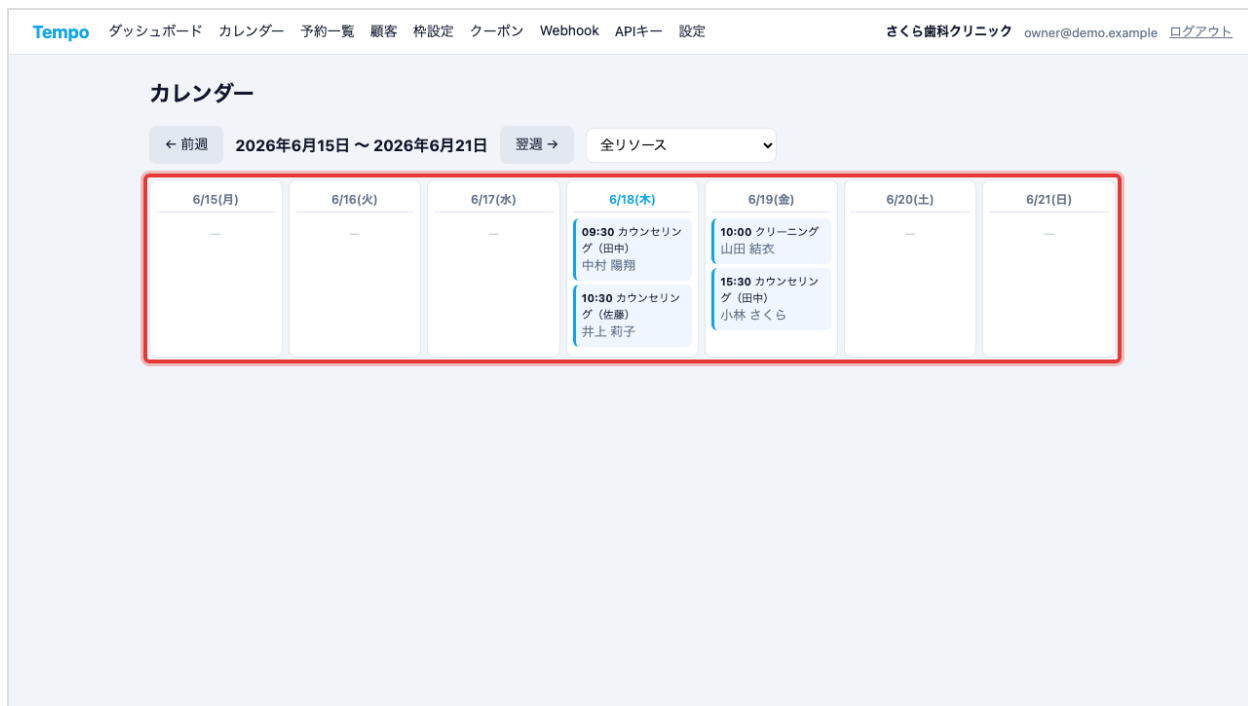 Tempo ダッシュボード カレンダー 予約一覧 顧客 枠設定 クーポン Webhook APIキー 設定 さくら歯科クリニック owner@demo.example ログアウト
カレンダー
← 前週 2026年6月15日 〜 2026年6月21日 翌週 → 全リソース
6/15(月) 6/16(火) 6/17(水) 6/18(木) 6/19(金) 6/20(土) 6/21(日)
— — — — —
09:30 カウンセリン
グ（田中）
中村 陽翔
10:30 カウンセリン
グ（佐藤）
井上 莉子
10:00 クリーニング
山田 結衣
15:30 カウンセリン
グ（田中）
小林 さくら